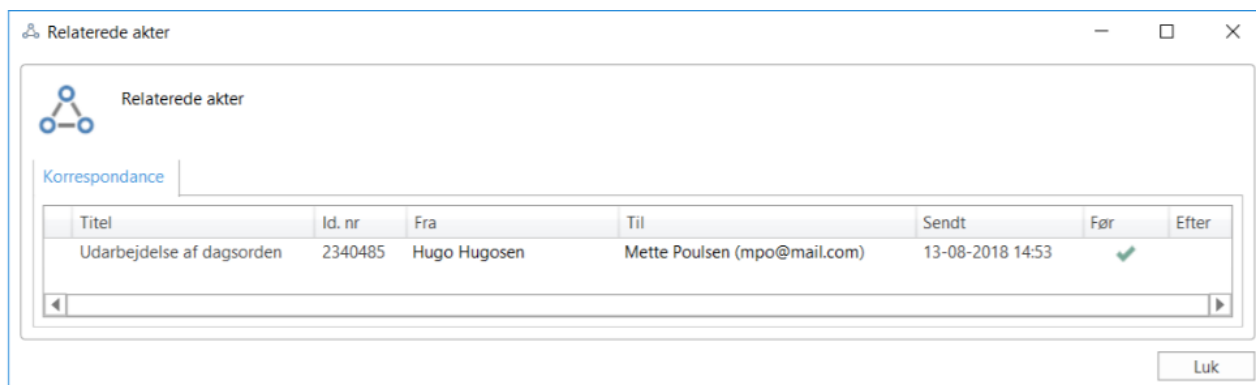 Relaterede akter
Relaterede akter
Korrespondance
Titel Id. nr Fra Til Sendt Før Efter
Udarbejdelse af dagsorden 2340485 Hugo Hugosen Mette Poulsen (mpo@mail.com) 13-08-2018 14:53
Luk